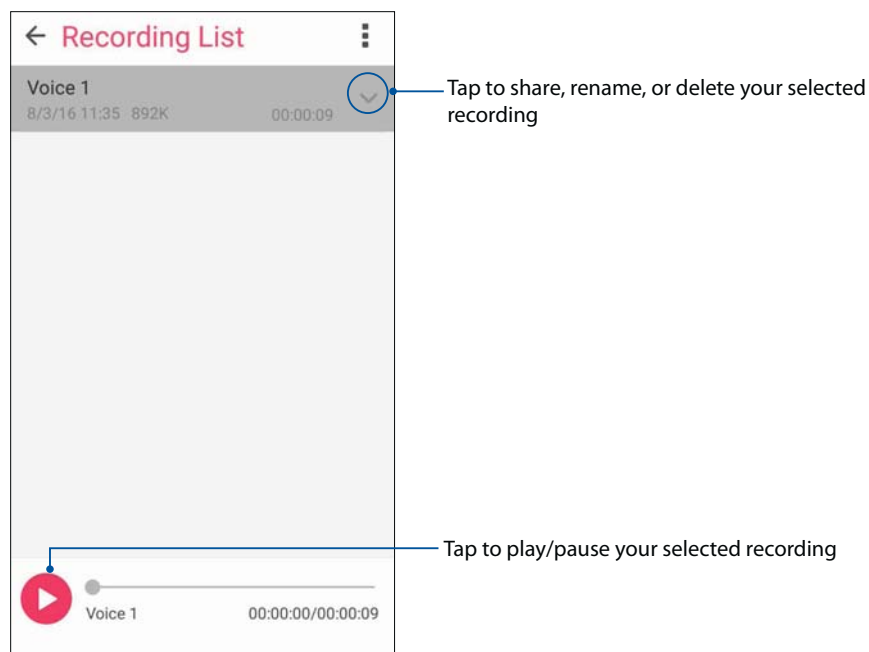 Recording List
Voice 1
8/3/16 11:35 892K 00:00:09
Tap to share, rename, or delete your selected
recording
Tap to play/pause your selected recording
Voice 1 00:00:00/00:00:09